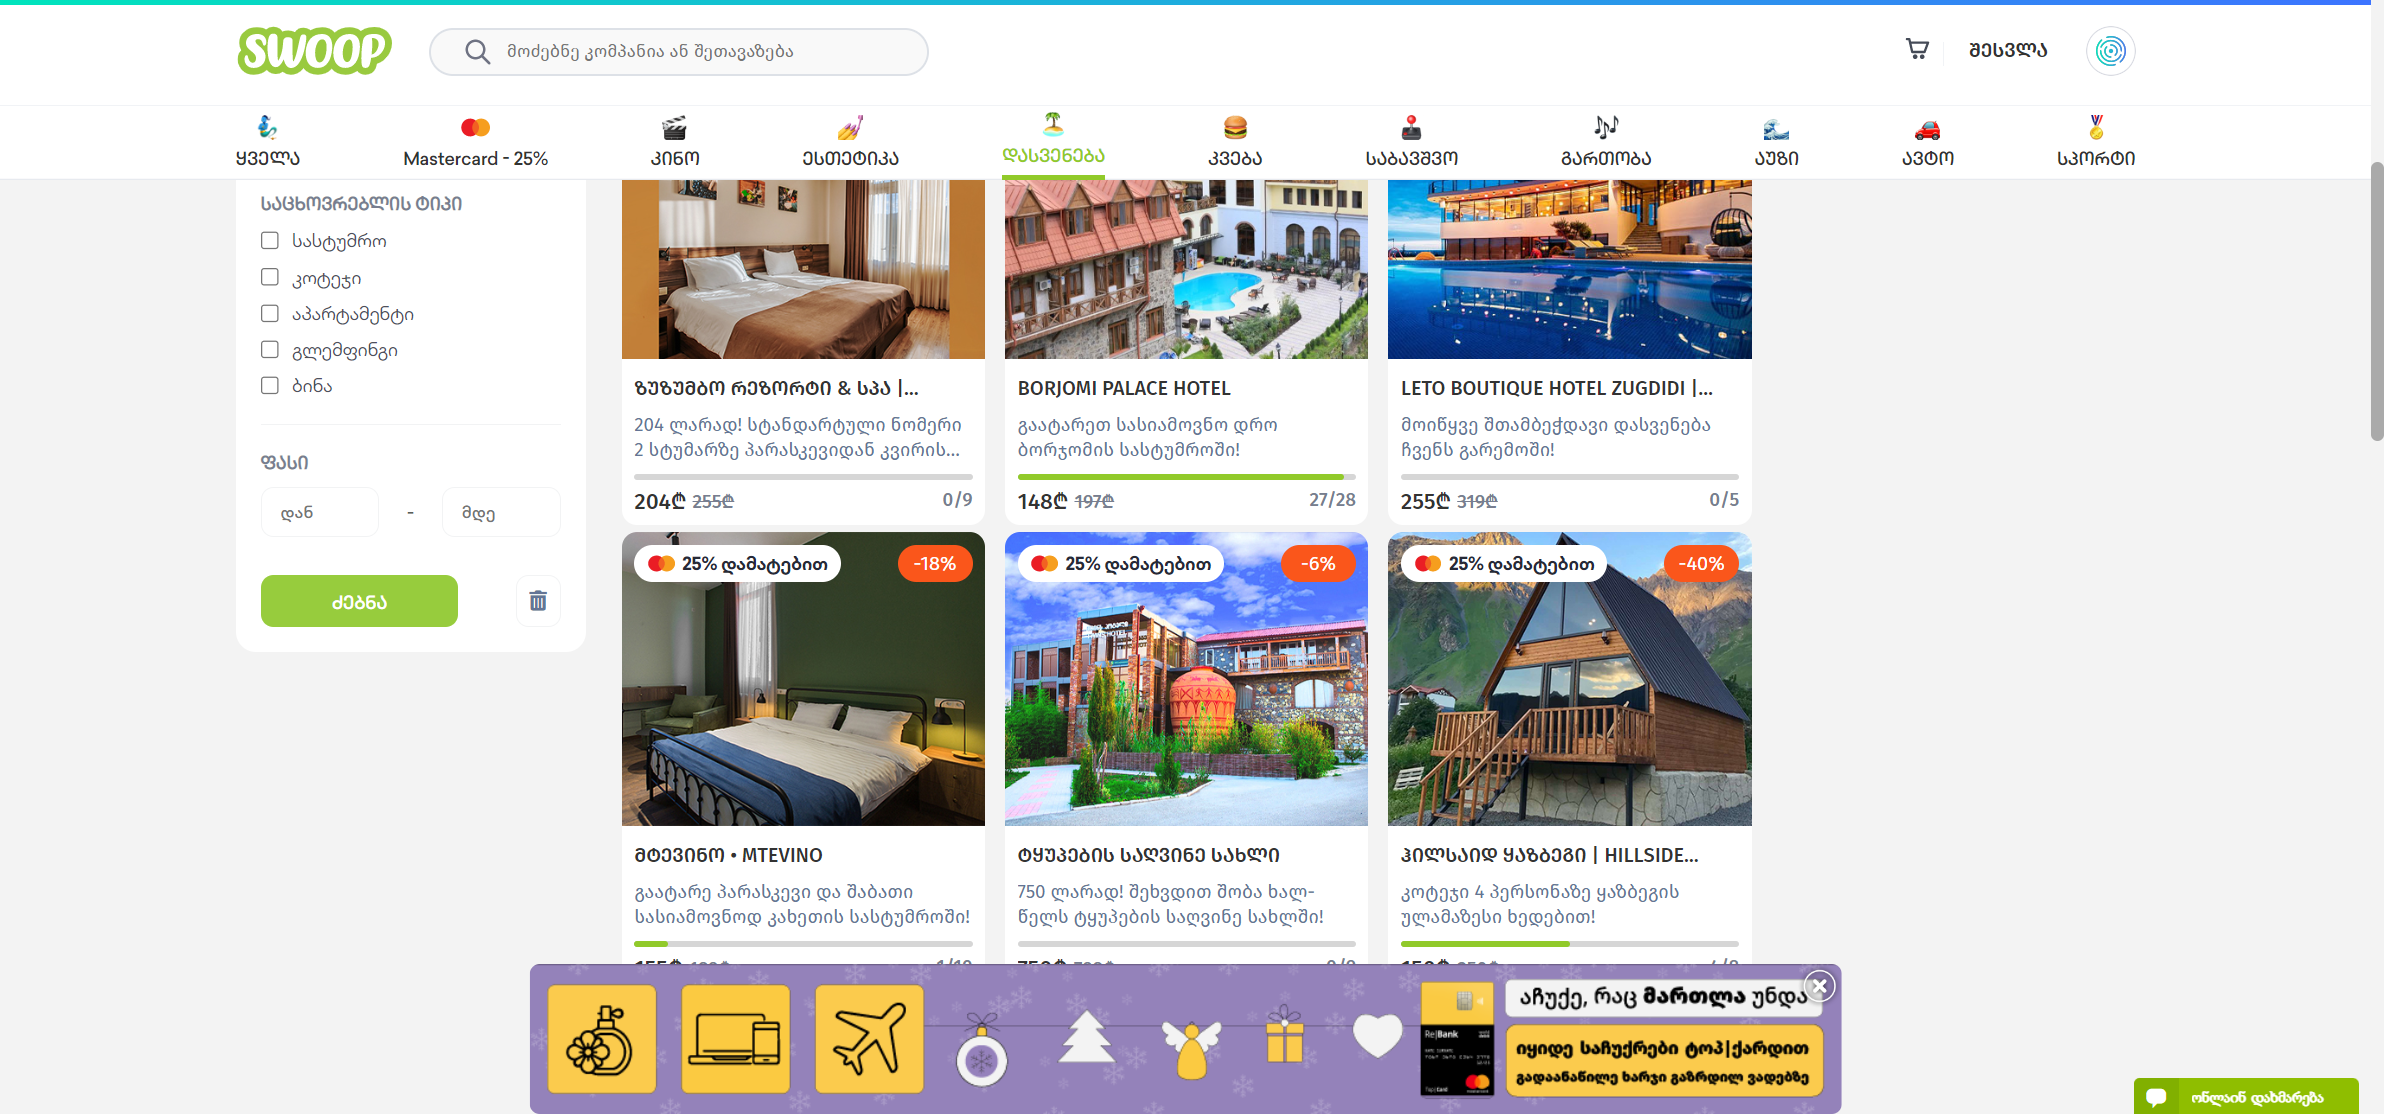 SWOOP
მოძებნე კომპანია ან შეთავაზება
შესვლა
ყველა
Mastercard - 25%
კინო
ესთეტიკა
დასვენება
კვება
საბავშვო
გართობა
აუზი
ავტო
სპორტი
საცხოვრებლის ტიპი
სასტუმრო
კოტეჯი
აპარტამენტი
გლემფინგი
ბინა
ფასი
დან
-
მდე
ძებნა
ზუზუმბო რეზორტი & სპა |...
204 ლარად! სტანდარტული ნომერი
2 სტუმარზე პარასკევიდან კვირის...
204₾ 255₾
0/9
BORJOMI PALACE HOTEL
გაატარეთ სასიამოვნო დრო
ბორჯომის სასტუმროში!
148₾ 197₾
27/28
LETO BOUTIQUE HOTEL ZUGDIDI |...
მოიწყვე შთამბეჭდავი დასვენება
ჩვენს გარემოში!
255₾ 319₾
0/5
25% დამატებით
-18%
მტევინო • MTEVINO
გაატარე პარასკევი და შაბათი
სასიამოვნოდ კახეთის სასტუმროში!
25% დამატებით
-6%
ტყუპების საღვინე სახლი
750 ლარად! შეხვდით შობა ხალ-
წელს ტყუპების საღვინე სახლში!
25% დამატებით
-40%
ჰილსაიდ ყაზბეგი | HILLSIDE...
კოტეჯი 4 პერსონაზე ყაზბეგის
ულამაზესი ხედებით!
Re|Bank
აჩუქე, რაც მართლა უნდა
იყიდე საჩუქრები ტოპ|ქარდით
გადაანაწილე ხარჯი გაზრდილ ვადებზე
ონლაინ დახმარება